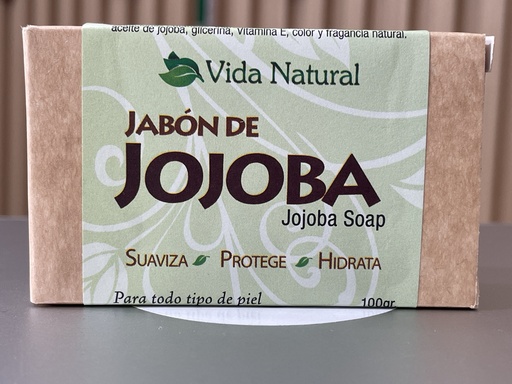 aceite de jojoba, glicerina, Vitamina E, color y fragancia natural.
Vida Natural
JABÓN DE
JOJOBA
Jojoba Soap
SUAVIZA PROTEGE HIDRATA
Para todo tipo de piel 100gr